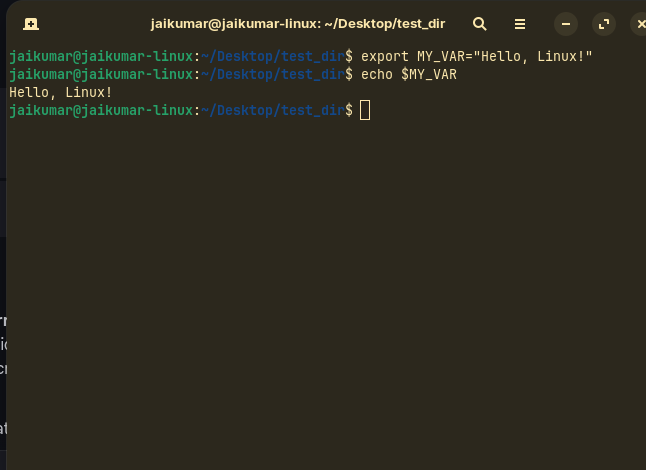 jaikumar@jaikumar-linux: ~/Desktop/test_dir
jaikumar@jaikumar-linux:~/Desktop/test_dir$ export MY_VAR="Hello, Linux!"
jaikumar@jaikumar-linux:~/Desktop/test_dir$ echo $MY_VAR
Hello, Linux!
jaikumar@jaikumar-linux:~/Desktop/test_dir$